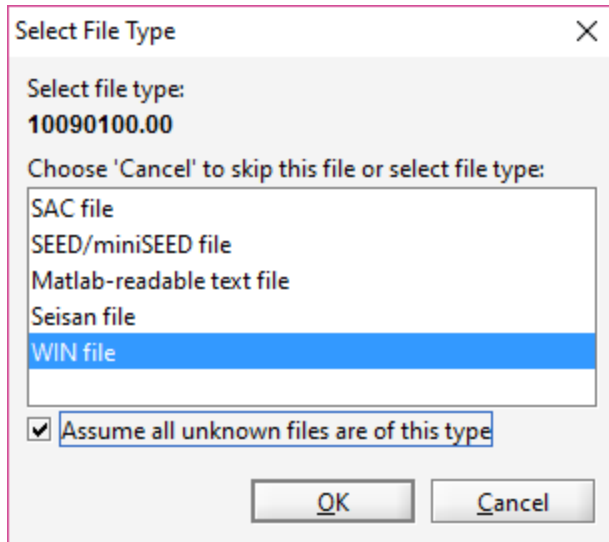 Select File Type
Select file type:
10090100.00
Choose 'Cancel' to skip this file or select file type:
SAC file
SEED/miniSEED file
Matlab-readable text file
Seisan file
WIN file
Assume all unknown files are of this type
OK
Cancel